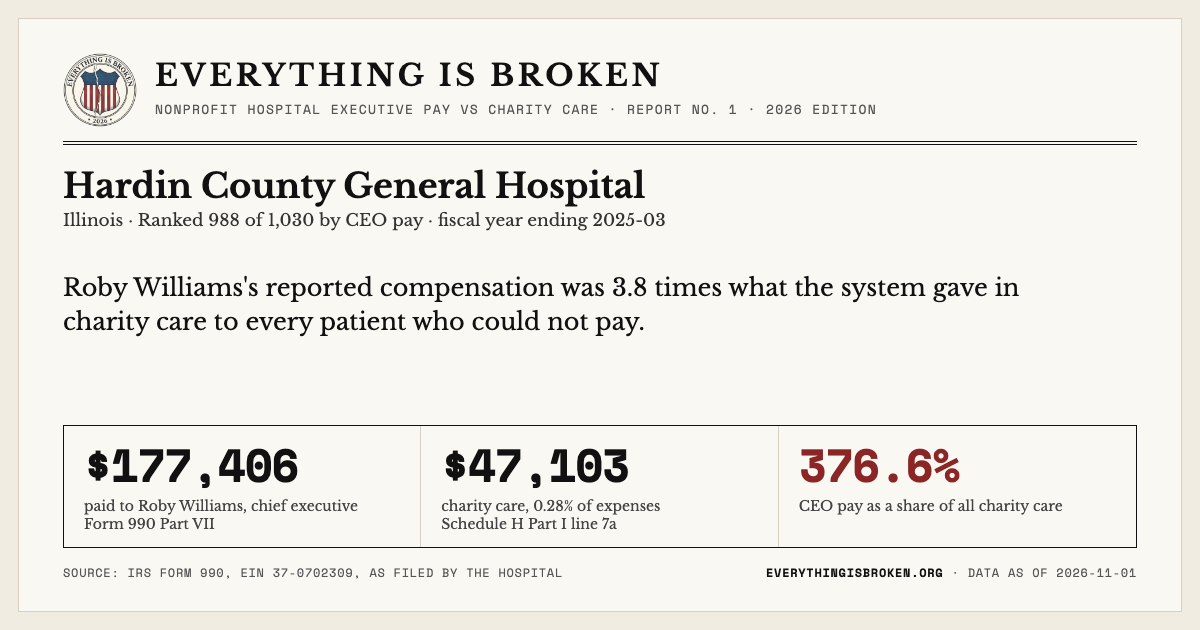 EVERYTHING IS BROKEN
2026
EVERYTHING IS BROKEN
NONPROFIT HOSPITAL EXECUTIVE PAY VS CHARITY CARE · REPORT NO. 1 · 2026 EDITION
Hardin County General Hospital
Illinois · Ranked 988 of 1,030 by CEO pay · fiscal year ending 2025-03
Roby Williams's reported compensation was 3.8 times what the system gave in
charity care to every patient who could not pay.
$177,406
paid to Roby Williams, chief executive
Form 990 Part VII
$47,103
charity care, 0.28% of expenses
Schedule H Part I line 7a
376.6%
CEO pay as a share of all charity care
SOURCE: IRS FORM 990, EIN 37-0702309, AS FILED BY THE HOSPITAL
EVERYTHINGISBROKEN.ORG · DATA AS OF 2026-11-01